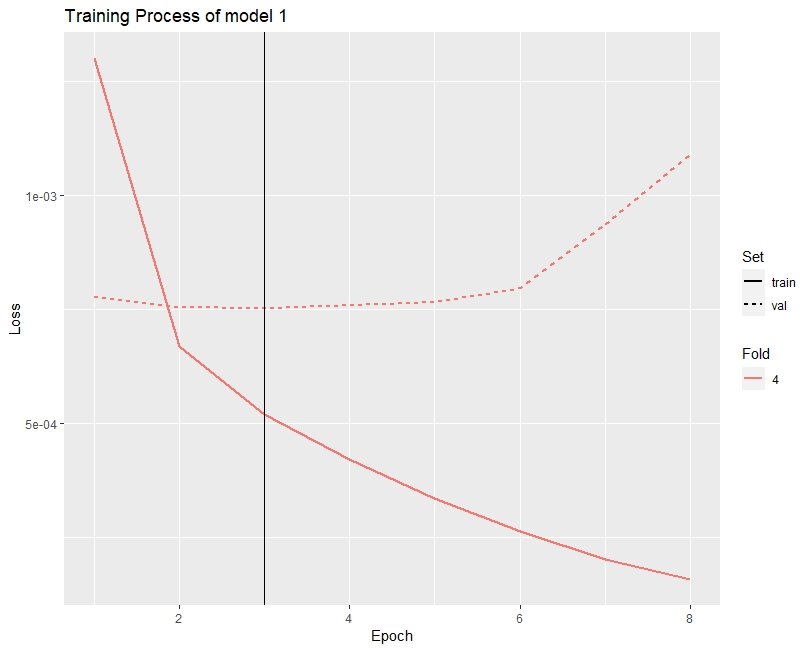 Training Process of model 1
Loss
1e-03
5e-04
2
4
6
8
Epoch
Set
train
val
Fold
4